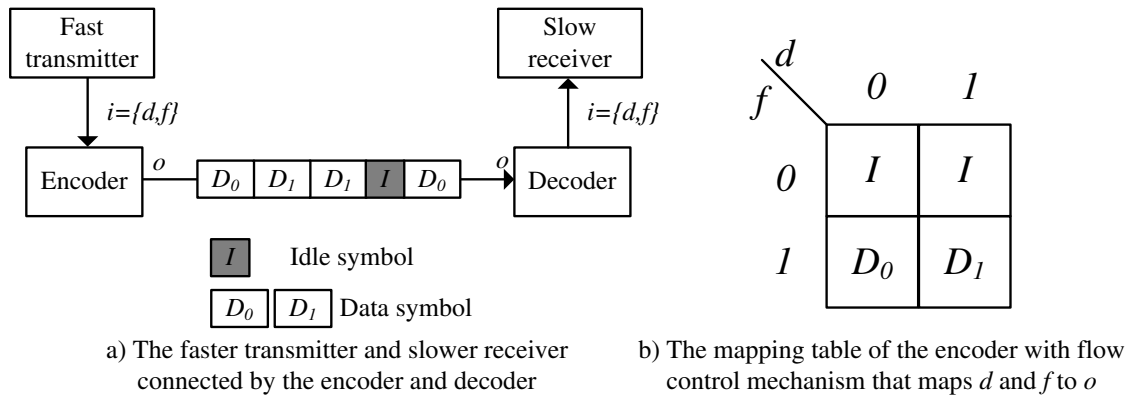 Fast
transmitter
Slow
receiver
i={d,f}
i={d,f}
Encoder
o
D0 D1 D1 I D0
o
Decoder
I Idle symbol
D0 D1 Data symbol
a) The faster transmitter and slower receiver
connected by the encoder and decoder
d
f
0 1
0 I I
1 D0 D1
b) The mapping table of the encoder with flow
control mechanism that maps d and f to o